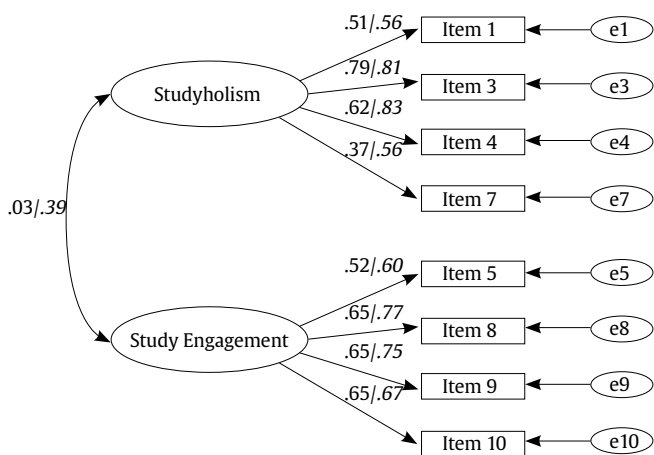 .51/.56
Item 1
e1
.79/.81
Studyholism
Item 3
e3
.62/.83
Item 4
e4
.37/.56
Item 7
e7
.03/.39
.52/.60
Item 5
e5
.65/.77
Study Engagement
Item 8
e8
.65/.75
Item 9
e9
.65/.67
Item 10
e10